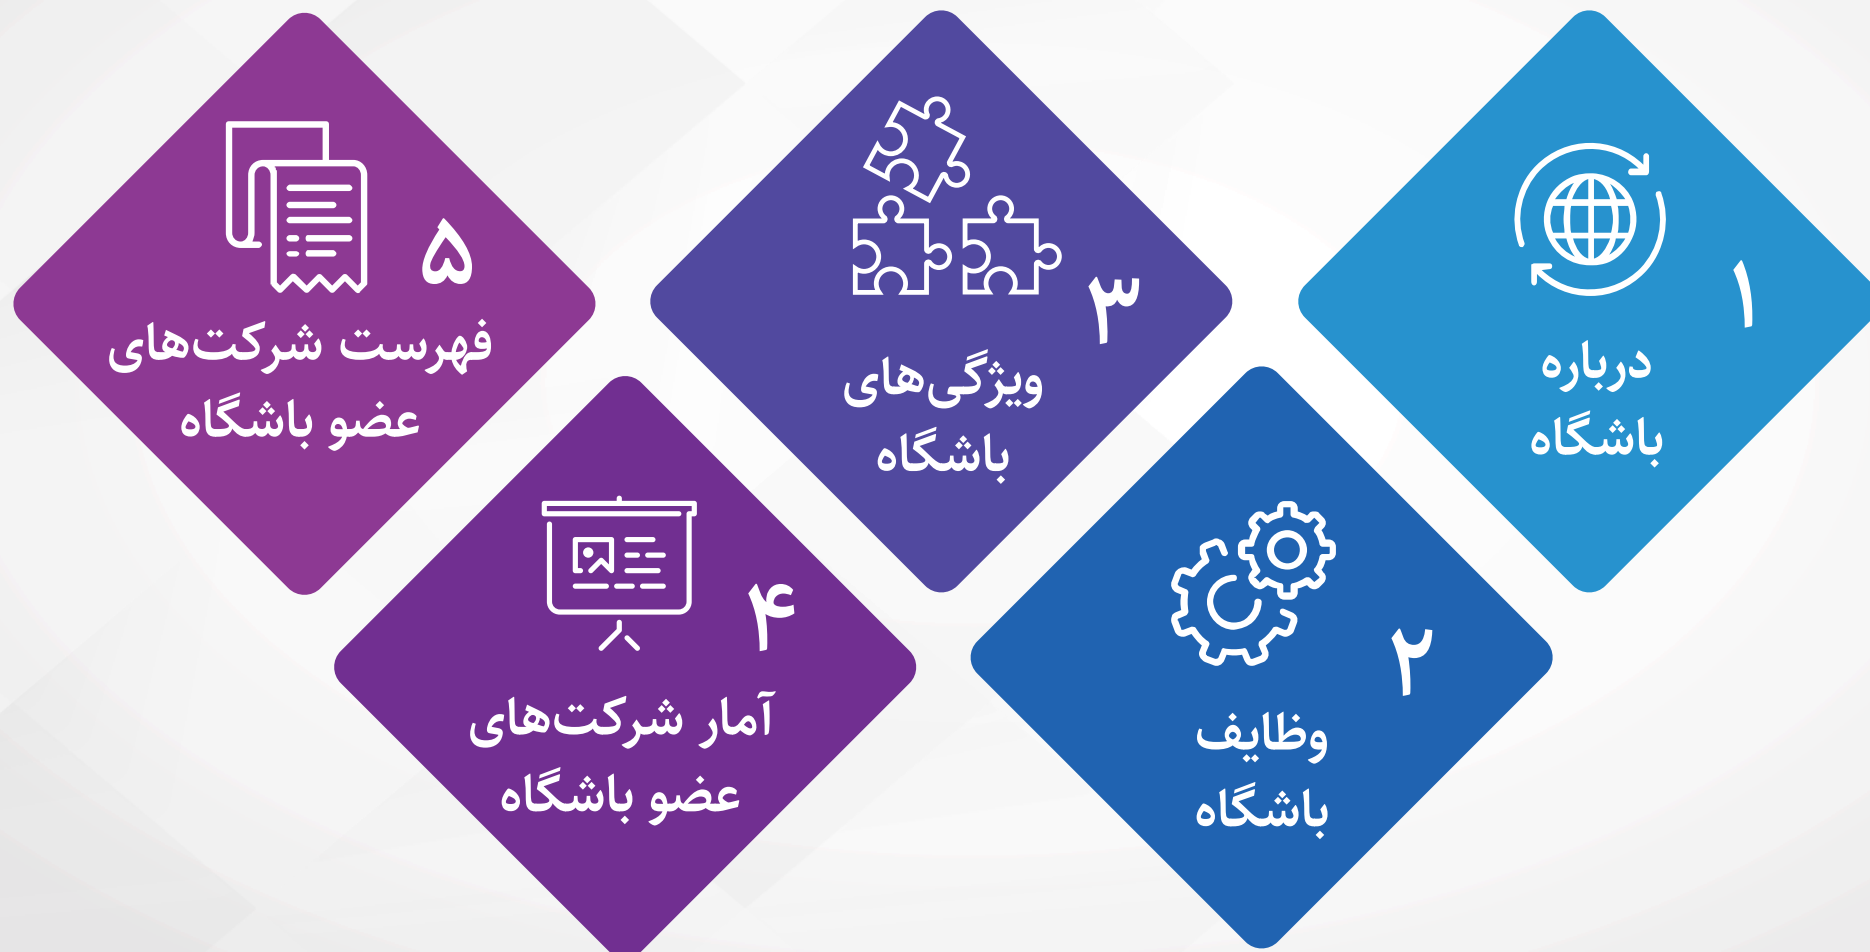 ۱
درباره
باشگاه
۲
وظایف
باشگاه
۳
ویژگی‌های
باشگاه
۴
آمار شرکت‌های
عضو باشگاه
۵
فهرست شرکت‌های
عضو باشگاه